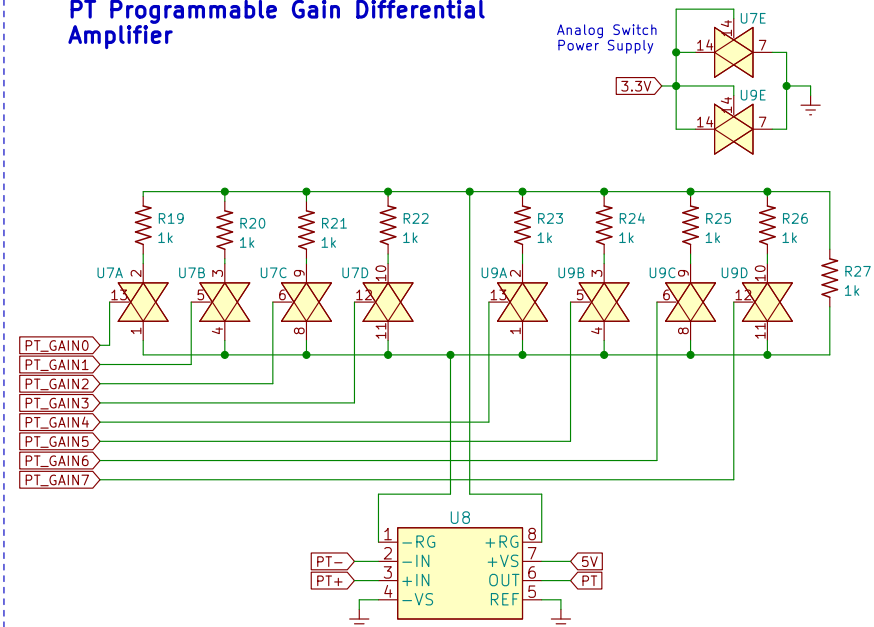 PT Programmable Gain Differential
Amplifier
Analog Switch
Power Supply
U7E
14
14
7
3.3V
U9E
14
14
7
R19
1k
R20
1k
R21
1k
R22
1k
R23
1k
R24
1k
R25
1k
R26
1k
R27
1k
U7A
2
13
1
U7B
3
5
4
U7C
9
6
8
U7D
10
12
11
U9A
2
13
1
U9B
3
5
4
U9C
9
6
8
U9D
10
12
11
PT_GAIN0
PT_GAIN1
PT_GAIN2
PT_GAIN3
PT_GAIN4
PT_GAIN5
PT_GAIN6
PT_GAIN7
U8
1 -RG +RG 8
PT- 2 -IN +VS 7 5V
PT+ 3 +IN OUT 6 PT
4 -VS REF 5